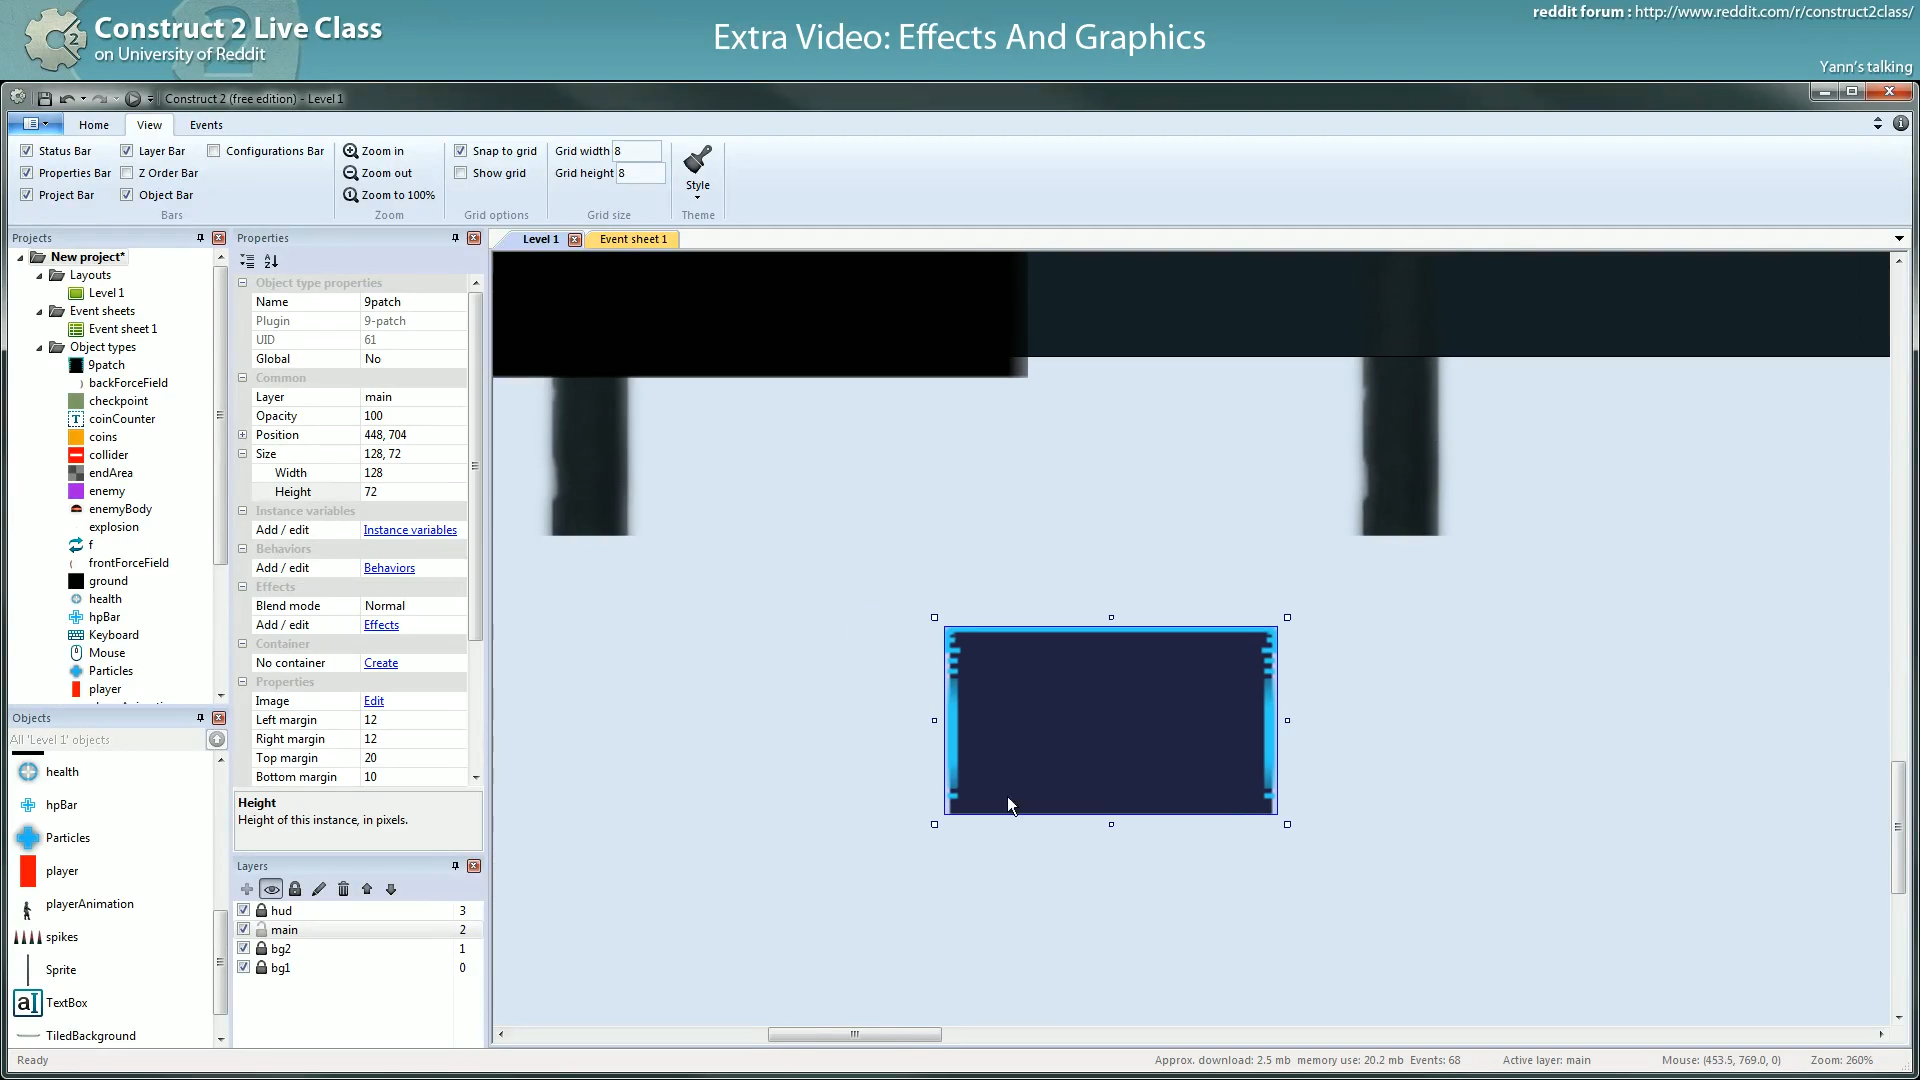 Construct 2 Live Class
on University of Reddit
Extra Video: Effects And Graphics
reddit forum : http://www.reddit.com/r/construct2class/
Yann's talking
Construct 2 (free edition) - Level 1
Home View Events
Status Bar Layer Bar Configurations Bar
Properties Bar Z Order Bar
Project Bar Object Bar
Bars
Zoom in
Zoom out
Zoom to 100%
Zoom
Snap to grid
Show grid
Grid options
Grid width 8
Grid height 8
Grid size
Style
Theme
Projects
New project*
Layouts
Level 1
Event sheets
Event sheet 1
Object types
9patch
backForceField
checkpoint
coinCounter
coins
collider
endArea
enemy
enemyBody
explosion
f
frontForceField
ground
health
hpBar
Keyboard
Mouse
Particles
player
Objects
All 'Level 1' objects
health
hpBar
Particles
player
playerAnimation
spikes
Sprite
TextBox
TiledBackground
Properties
Object type properties
Name 9patch
Plugin 9-patch
UID 61
Global No
Common
Layer main
Opacity 100
Position 448, 704
Size 128, 72
Width 128
Height 72
Instance variables
Add / edit Instance variables
Behaviors
Add / edit Behaviors
Effects
Blend mode Normal
Add / edit Effects
Container
No container Create
Properties
Image Edit
Left margin 12
Right margin 12
Top margin 20
Bottom margin 10
Height
Height of this instance, in pixels.
Layers
hud 3
main 2
bg2 1
bg1 0
Level 1 Event sheet 1
Ready
Approx. download: 2.5 mb memory use: 20.2 mb Events: 68 Active layer: main Mouse: (453.5, 769.0, 0) Zoom: 260%